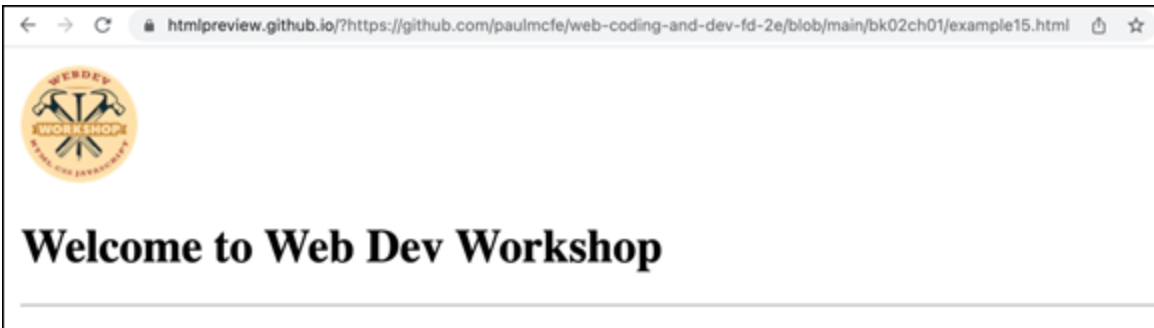 htmlpreview.github.io/?https://github.com/paulmcfe/web-coding-and-dev-fd-2e/blob/main/bk02ch01/example15.html
WEBDEV
WORKSHOP
HTML CSS JAVASCRIPT
Welcome to Web Dev Workshop